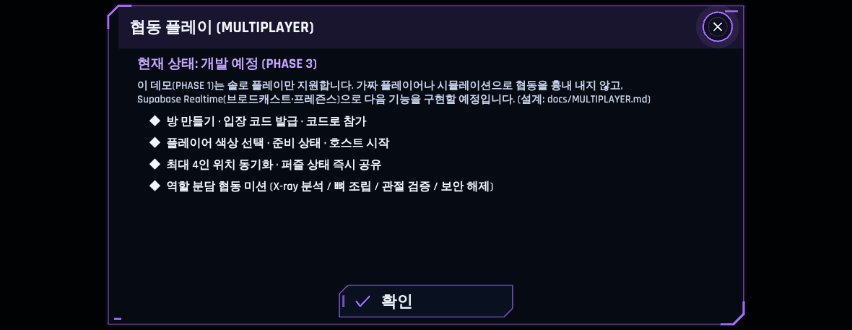 협동 플레이 (MULTIPLAYER)
현재 상태: 개발 예정 (PHASE 3)
이 데모(PHASE 1)는 솔로 플레이만 지원합니다. 가짜 플레이어나 시뮬레이션으로 협동을 흉내 내지 않고,
Supabase Realtime(브로드캐스트·프레즌스)으로 다음 기능을 구현할 예정입니다. (설계: docs/MULTIPLAYER.md)
◆ 방 만들기 · 입장 코드 발급 · 코드로 참가
◆ 플레이어 색상 선택 · 준비 상태 · 호스트 시작
◆ 최대 4인 위치 동기화 · 퍼즐 상태 즉시 공유
◆ 역할 분담 협동 미션 (X-ray 분석 / 뼈 조립 / 관절 검증 / 보안 해제)
확인